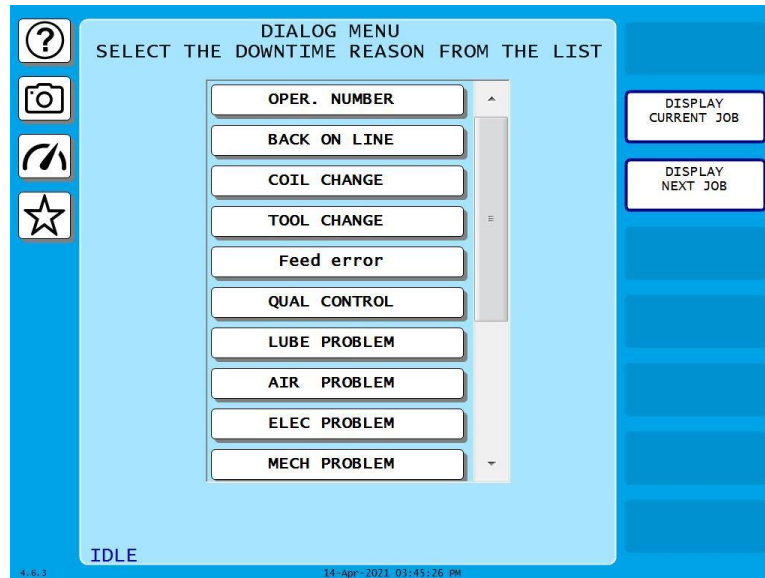 DIALOG MENU
SELECT THE DOWNTIME REASON FROM THE LIST
OPER. NUMBER
BACK ON LINE
COIL CHANGE
TOOL CHANGE
Feed error
QUAL CONTROL
LUBE PROBLEM
AIR PROBLEM
ELEC PROBLEM
MECH PROBLEM
DISPLAY
CURRENT JOB
DISPLAY
NEXT JOB
IDLE
4.6.3
14-Apr-2021 03:45:26 PM